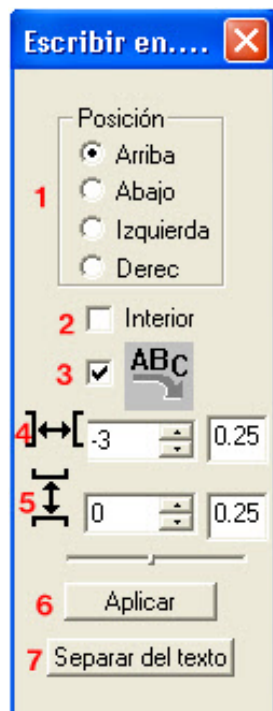 Escribir en....
Posición
1
Arriba
Abajo
Izquierda
Derec
2 Interior
3 ABC
4 -3 0.25
5 0 0.25
6 Aplicar
7 Separar del texto